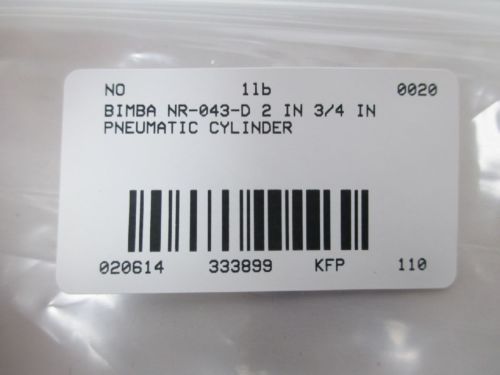 NO 1lb 0020
BIMBA NR-043-D 2 IN 3/4 IN
PNEUMATIC CYLINDER
020614 333899 KFP 110